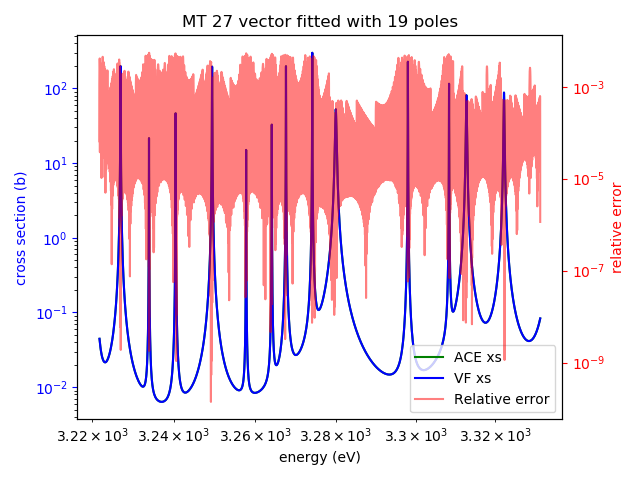 MT 27 vector fitted with 19 poles
cross section (b)
10²
10¹
10⁰
10⁻¹
10⁻²
10⁻³
10⁻⁵
10⁻⁷
10⁻⁹
relative error
ACE xs
VF xs
Relative error
3.22 × 10³ 3.24 × 10³ 3.26 × 10³ 3.28 × 10³ 3.3 × 10³ 3.32 × 10³
energy (eV)